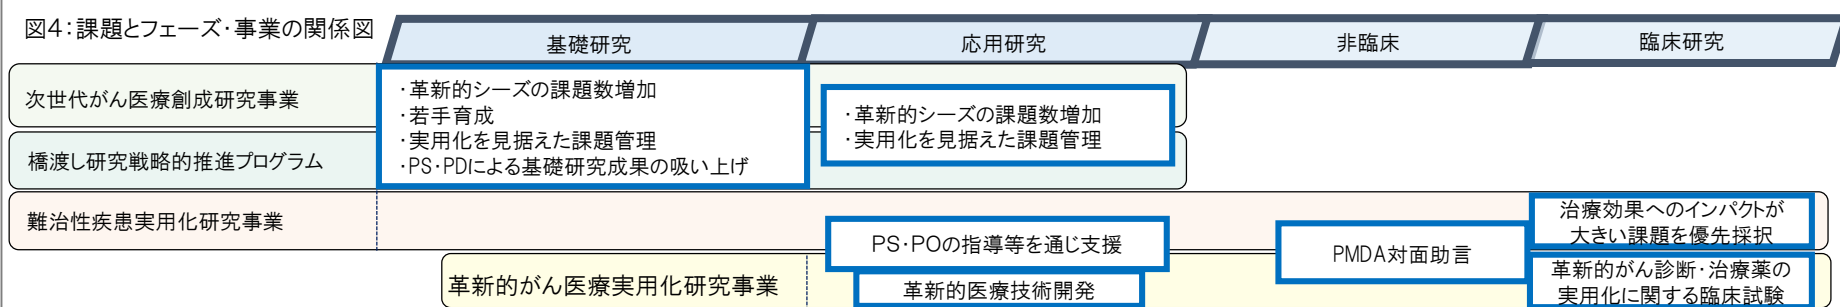 図4:課題とフェーズ・事業の関係図
基礎研究
応用研究
非臨床
臨床研究
次世代がん医療創成研究事業
・革新的シーズの課題数増加
・若手育成
・実用化を見据えた課題管理
・PS・PDによる基礎研究成果の吸い上げ
・革新的シーズの課題数増加
・実用化を見据えた課題管理
橋渡し研究戦略的推進プログラム
難治性疾患実用化研究事業
PS・POの指導等を通じ支援
PMDA対面助言
治療効果へのインパクトが
大きい課題を優先採択
革新的がん医療実用化研究事業
革新的医療技術開発
革新的がん診断・治療薬の
実用化に関する臨床試験